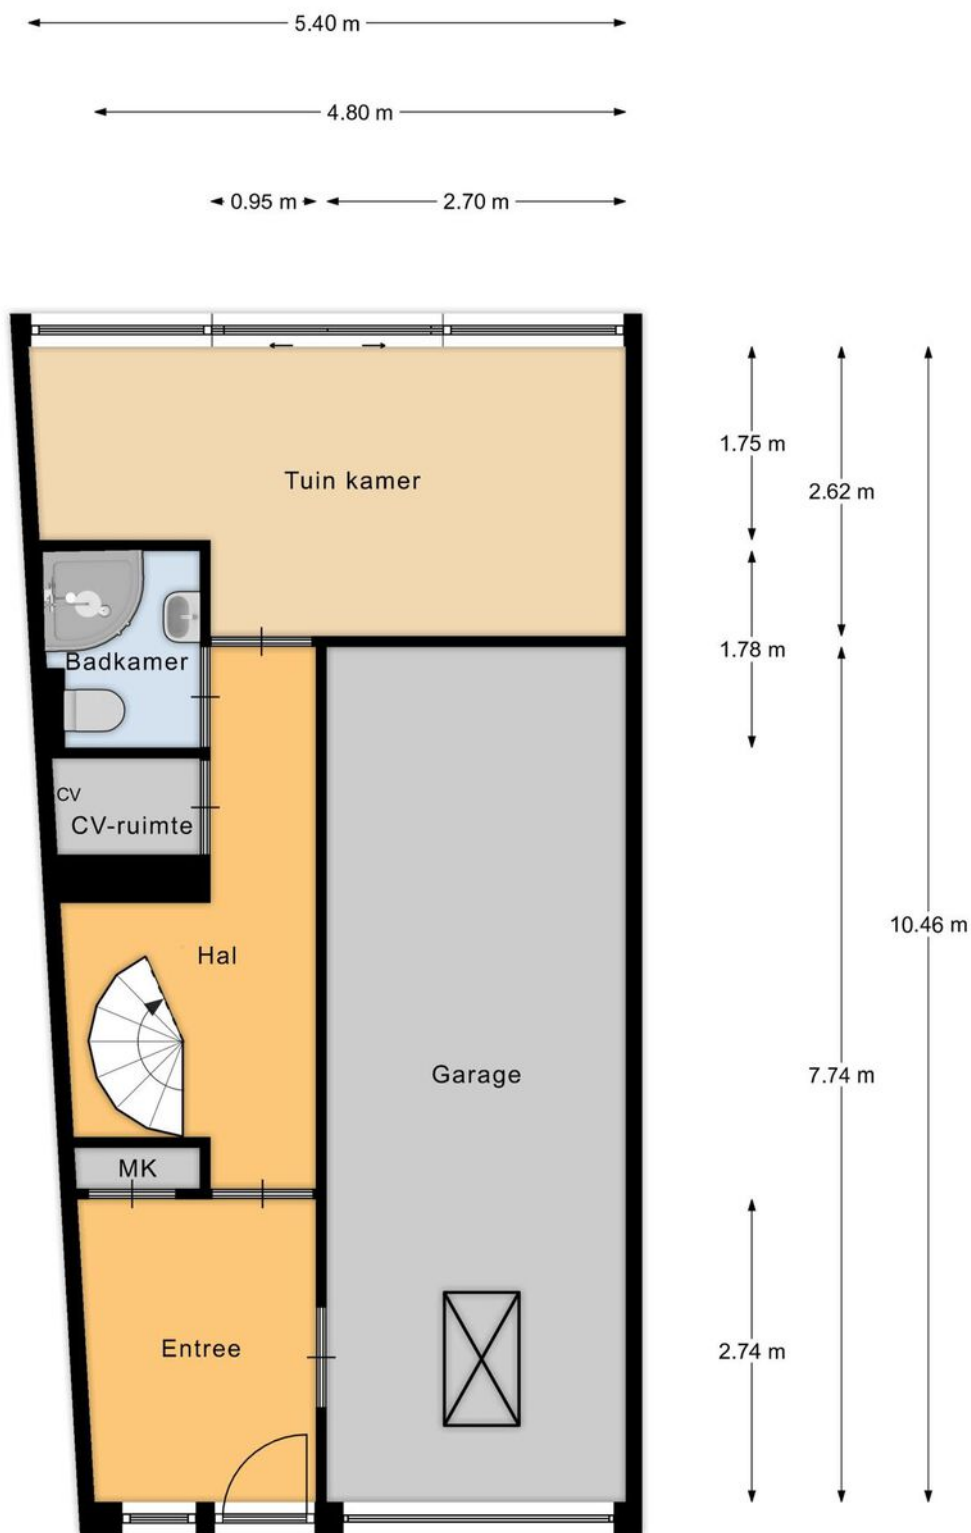 5.40 m
4.80 m
0.95 m
2.70 m
1.75 m
Tuin kamer
2.62 m
1.78 m
Badkamer
CV
CV-ruimte
10.46 m
Hal
Garage
7.74 m
MK
Entree
2.74 m